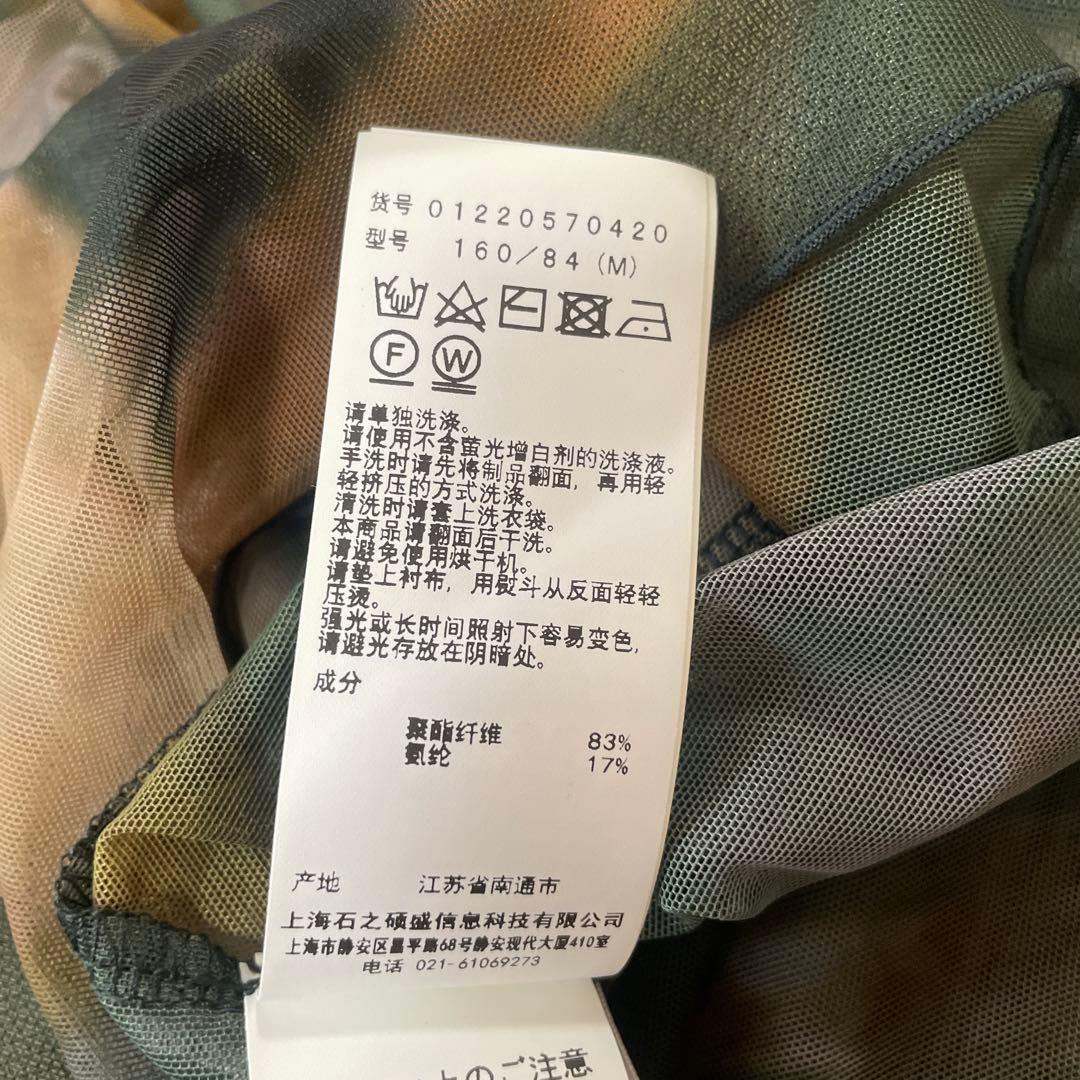 货号 01220570420
型号 160/84 (M)
F W
请单独洗涤。
请使用不含萤光增白剂的洗涤液。
手洗时请先将制品翻面，再用轻
轻挤压的方式洗涤。
清洗时请套上洗衣袋。
本商品请翻面后干洗。
请避免使用烘干机。
请垫上衬布，用熨斗从反面轻轻
压烫。
强光或长时间照射下容易变色，
请避光存放在阴暗处。
成分
聚酯纤维 83%
氨纶 17%
产地 江苏省南通市
上海石之硕盛信息科技有限公司
上海市静安区昌平路68号静安现代大厦410室
电话 021-61069273
上のご注意